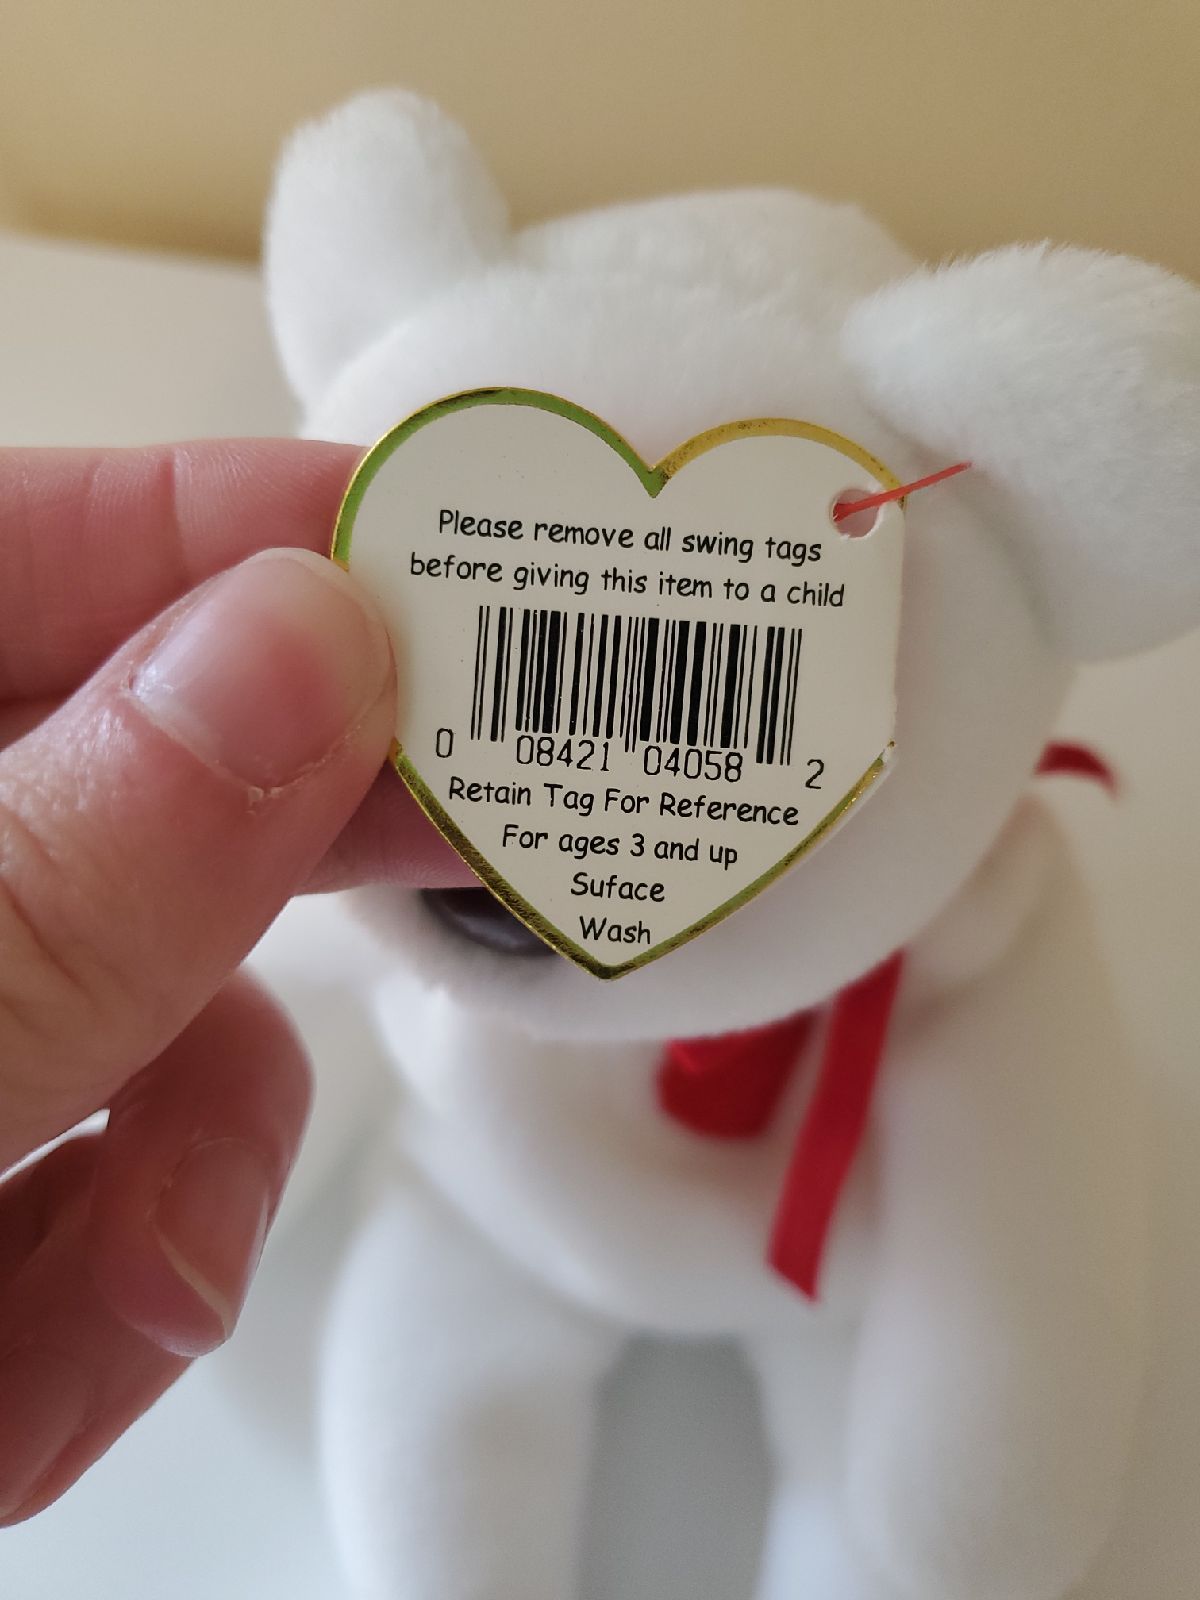 Please remove all swing tags
before giving this item to a child
0 08421 04058 2
Retain Tag For Reference
For ages 3 and up
Suface
Wash